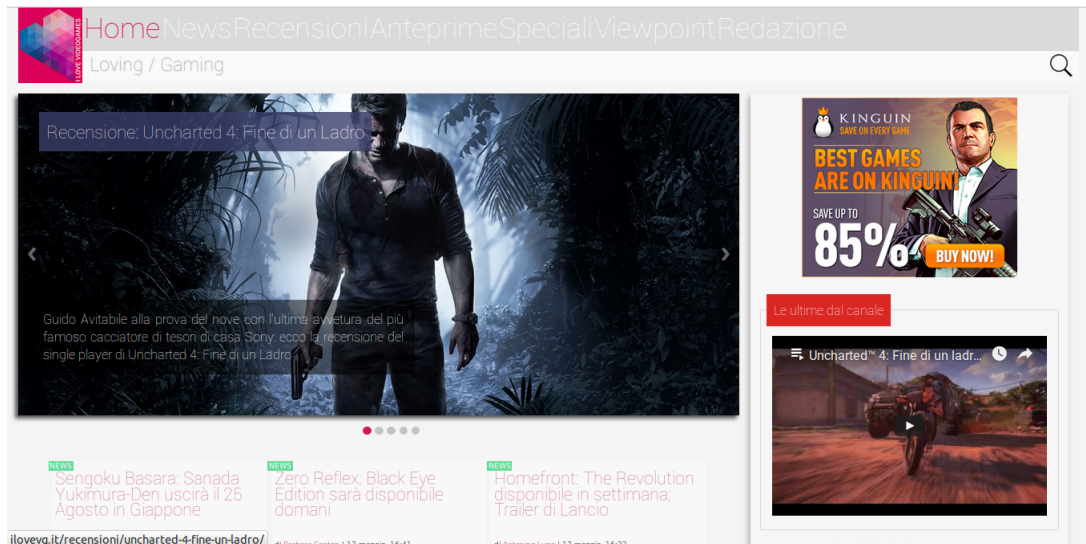 I LOVE VIDEOGAMES
Home News Recensioni Anteprime Speciali Viewpoint Redazione
Loving / Gaming
Recensione: Uncharted 4: Fine di un Ladro
Guido Avitabile alla prova del nove con l'ultima avvetura del più
famoso cacciatore di tesori di casa Sony: ecco la recensione del
single player di Uncharted 4: Fine di un Ladro
KINGUIN
SAVE ON EVERY GAME
BEST GAMES
ARE ON KINGUIN!
SAVE UP TO
85%
BUY NOW!
Le ultime dal canale
Uncharted™ 4: Fine di un ladr...
NEWS
Sengoku Basara: Sanada
Yukimura-Den uscirà il 25
Agosto in Giappone
NEWS
Zero Reflex: Black Eye
Edition sarà disponibile
domani
NEWS
Homefront: The Revolution
disponibile in settimana;
Trailer di Lancio
ilovevg.it/recensioni/uncharted-4-fine-un-ladro/